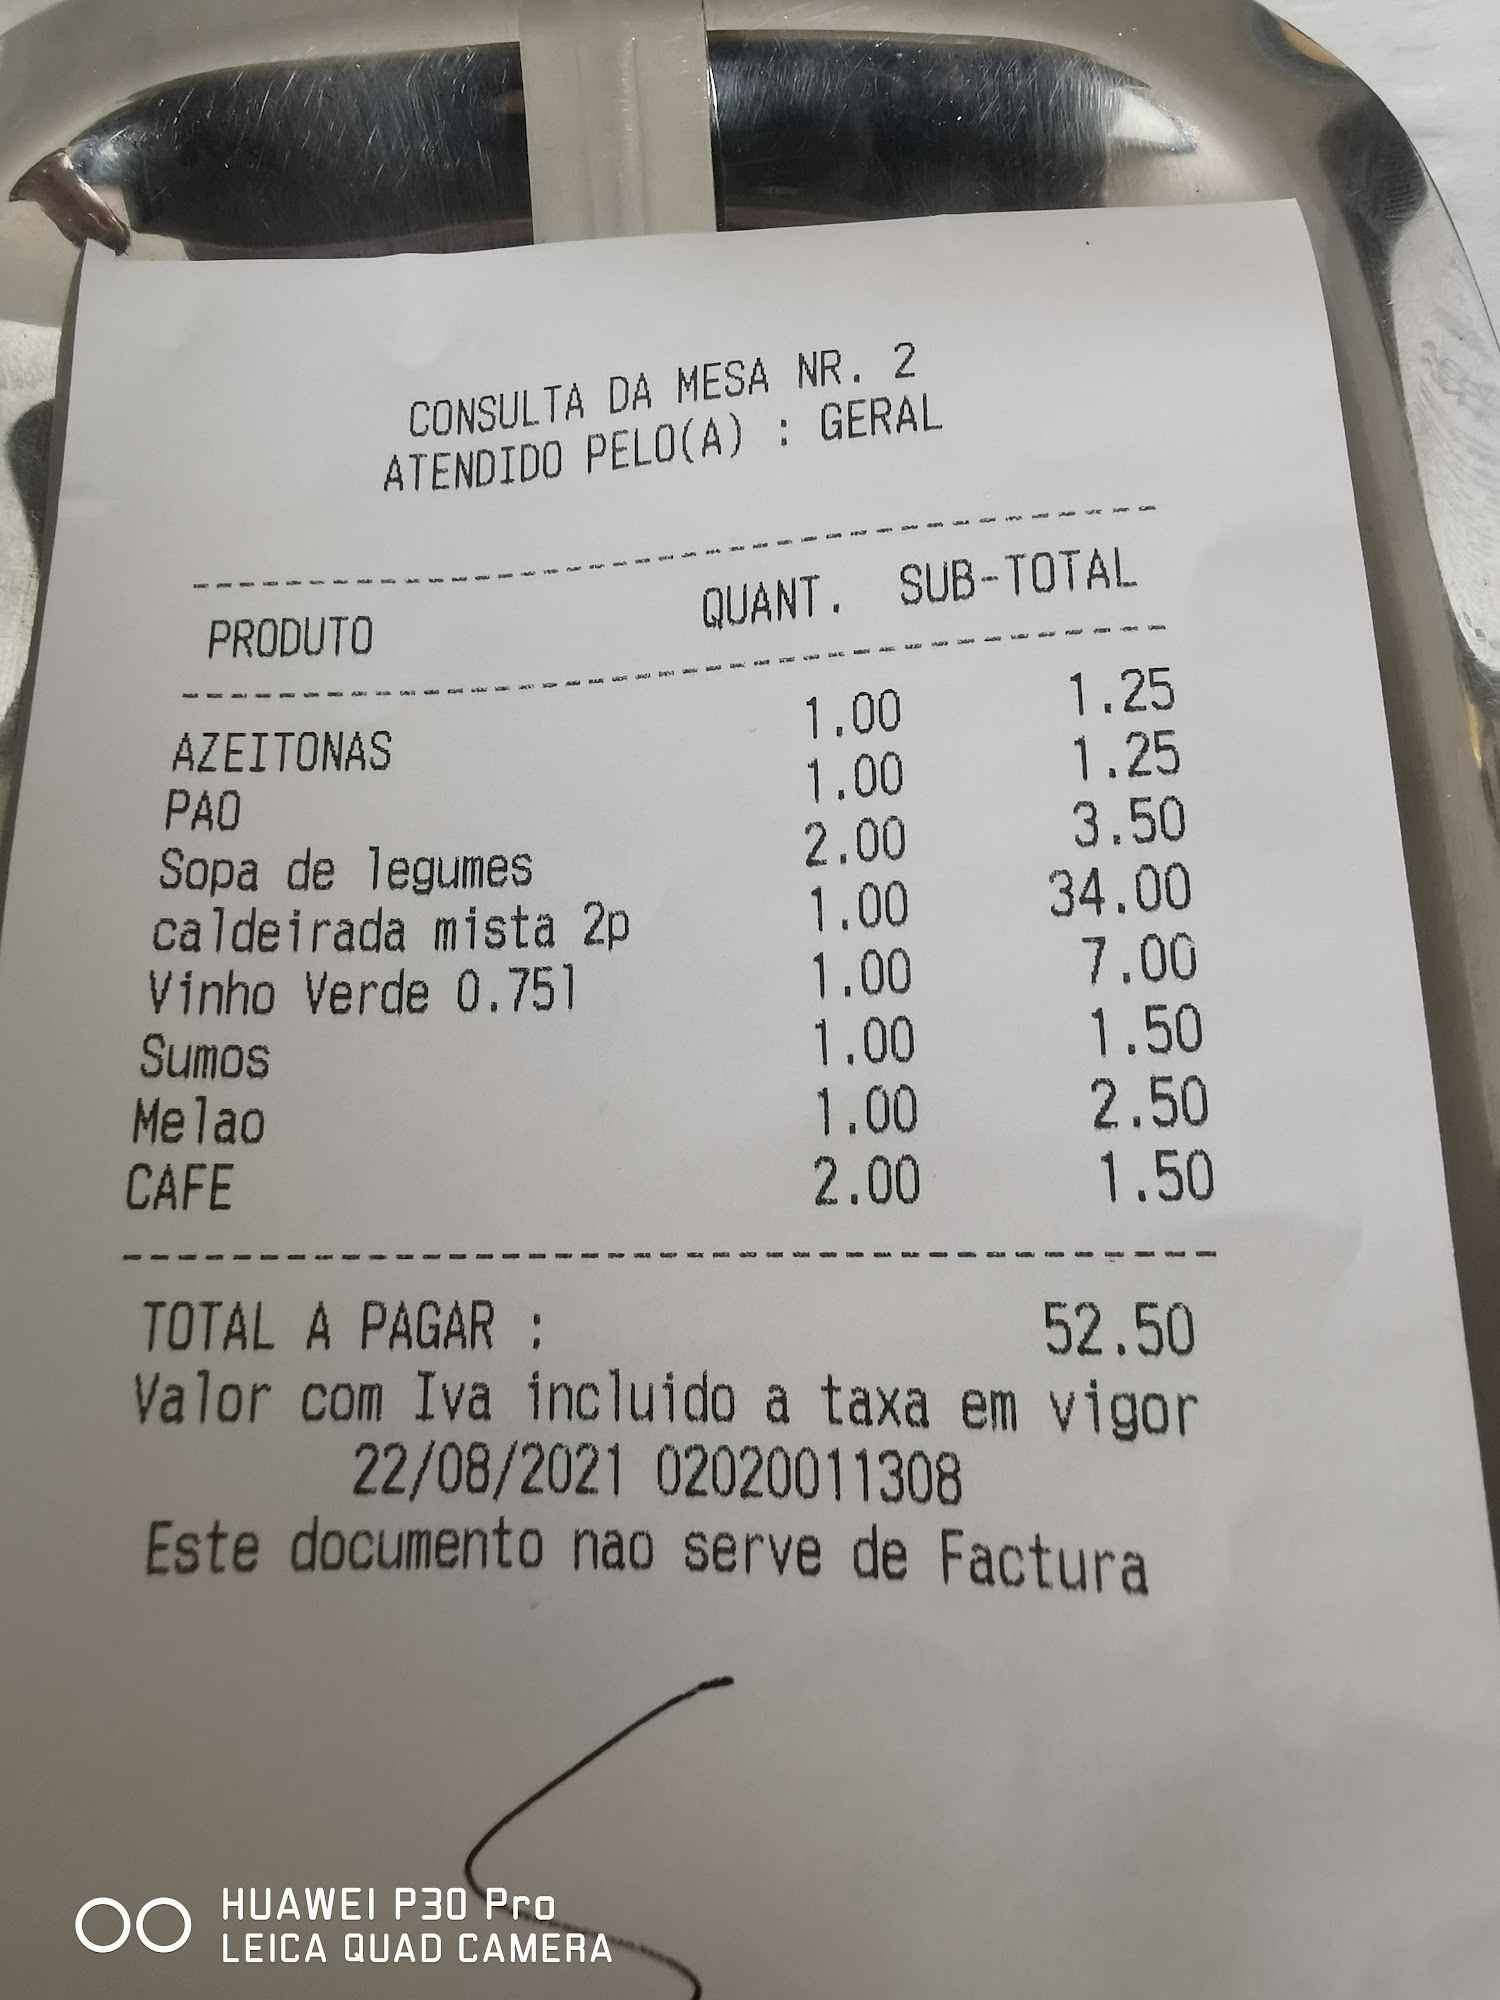 CONSULTA DA MESA NR. 2
ATENDIDO PELO(A) : GERAL
PRODUTO QUANT. SUB-TOTAL
AZEITONAS 1.00 1.25
PAO 1.00 1.25
Sopa de legumes 2.00 3.50
caldeirada mista 2p 1.00 34.00
Vinho Verde 0.75l 1.00 7.00
Sumos 1.00 1.50
Melao 1.00 2.50
CAFE 2.00 1.50
TOTAL A PAGAR : 52.50
Valor com Iva incluido a taxa em vigor
22/08/2021 02020011308
Este documento nao serve de Factura
HUAWEI P30 Pro
LEICA QUAD CAMERA